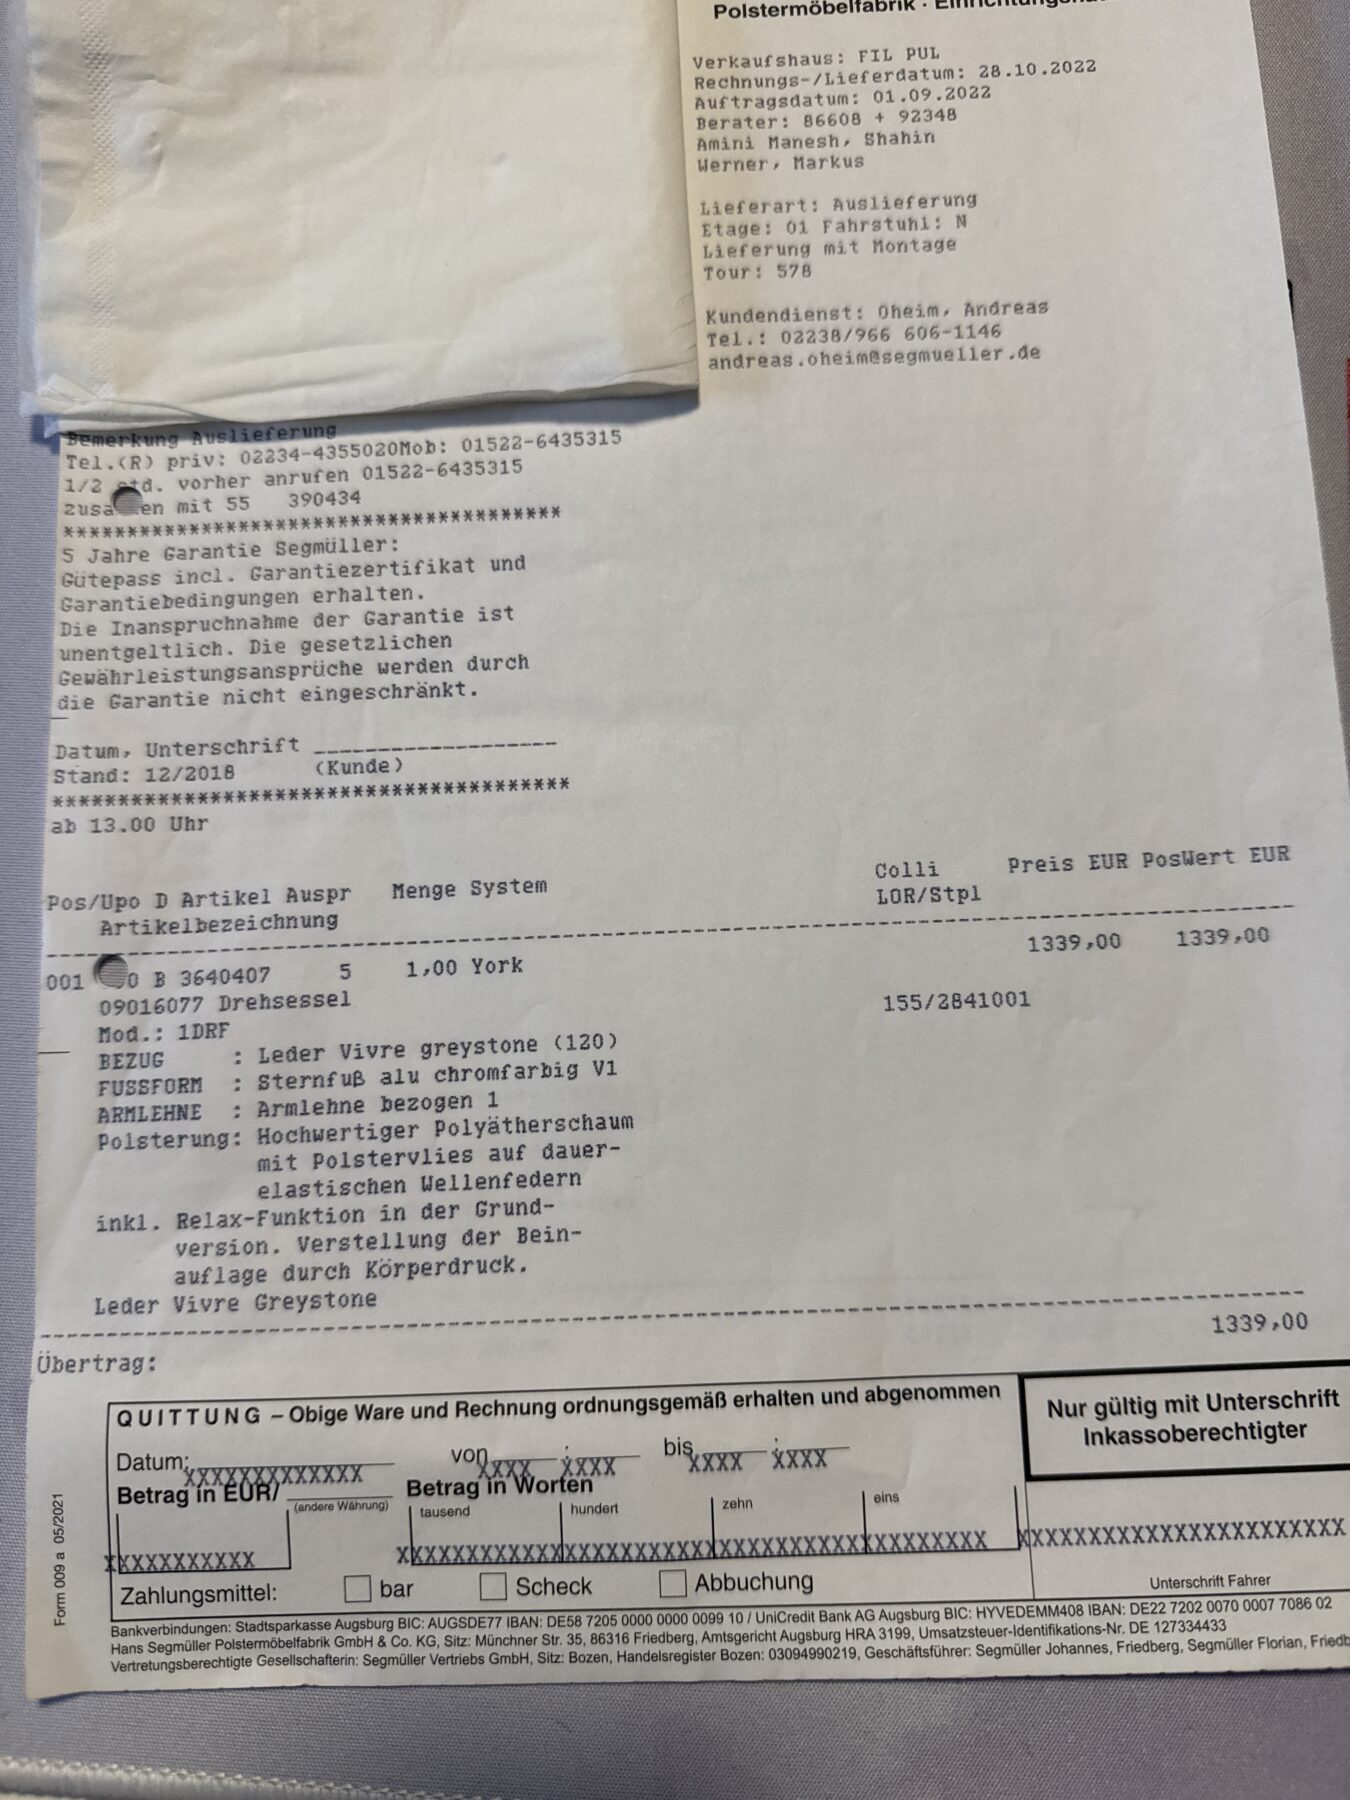 Polstermöbelfabrik ·
Verkaufshaus: FIL PUL
Rechnungs-/Lieferdatum: 28.10.2022
Auftragsdatum: 01.09.2022
Berater: 86608 + 92348
Amini Manesh, Shahin
Werner, Markus
Lieferart: Auslieferung
Etage: 01 Fahrstuhl: N
Lieferung mit Montage
Tour: 578
Kundendienst: Oheim, Andreas
Tel.: 02238/966 606-1146
andreas.oheim@segmueller.de
Bemerkung Auslieferung
Tel.(R) priv: 02234-4355020Mob: 01522-6435315
1/2 std. vorher anrufen 01522-6435315
mit 55 390434
***************************************
5 Jahre Garantie Segmüller:
Gütepass incl. Garantiezertifikat und
Garantiebedingungen erhalten.
Die Inanspruchnahme der Garantie ist
unentgeltlich. Die gesetzlichen
Gewährleistungsansprüche werden durch
die Garantie nicht eingeschränkt.
Datum, Unterschrift ___________________
Stand: 12/2018 (Kunde)
***************************************
ab 13.00 Uhr
Pos/Upo D Artikel Auspr Menge System Colli Preis EUR PosWert EUR
Artikelbezeichnung LOR/Stpl
001 B 3640407 5 1,00 York 1339,00 1339,00
09016077 Drehsessel 155/2841001
Mod.: 1DRF
BEZUG : Leder Vivre greystone (120)
FUSSFORM : Sternfuß alu chromfarbig V1
ARMLEHNE : Armlehne bezogen 1
Polsterung: Hochwertiger Polyätherschaum
mit Polstervlies auf dauer-
elastischen Wellenfedern
inkl. Relax-Funktion in der Grund-
version. Verstellung der Bein-
auflage durch Körperdruck.
Leder Vivre Greystone
Übertrag: 1339,00
QUITTUNG – Obige Ware und Rechnung ordnungsgemäß erhalten und abgenommen
Nur gültig mit Unterschrift
Inkassoberechtigter
Datum: XXXXXXXXXXXXX von XXXX : XXXX bis XXXX : XXXX
Betrag in EUR/ (andere Währung) Betrag in Worten
tausend hundert zehn eins
XXXXXXXXXXX XXXXXXXXXXXXXXXXXXXXXXXXXXXXXXXXXXXXXXXXXX XXXXXXXXXXXXXXXXXXXXXXX
Zahlungsmittel: bar Scheck Abbuchung Unterschrift Fahrer
Form 009 a 05/2021
Bankverbindungen: Stadtsparkasse Augsburg BIC: AUGSDE77 IBAN: DE58 7205 0000 0000 0099 10 / UniCredit Bank AG Augsburg BIC: HYVEDEMM408 IBAN: DE22 7202 0070 0007 7086 02
Hans Segmüller Polstermöbelfabrik GmbH & Co. KG, Sitz: Münchner Str. 35, 86316 Friedberg, Amtsgericht Augsburg HRA 3199, Umsatzsteuer-Identifikations-Nr. DE 127334433
Vertretungsberechtigte Gesellschafterin: Segmüller Vertriebs GmbH, Sitz: Bozen, Handelsregister Bozen: 03094990219, Geschäftsführer: Segmüller Johannes, Friedberg, Segmüller Florian,